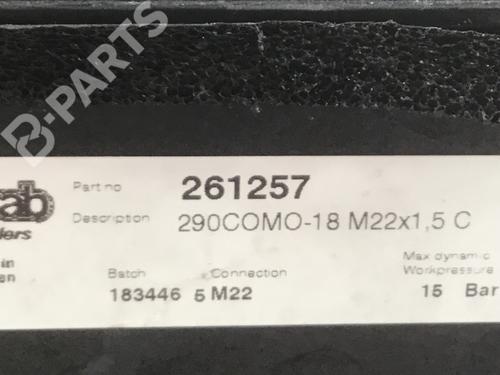 B-PARTS
Part no 261257
Description 290COMO-18 M22x1,5 C
Batch Connection Max dynamic
Workpressure
183446 5 M22 15 Bar